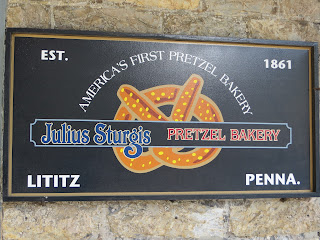 EST. 1861
AMERICA'S FIRST PRETZEL BAKERY
Julius Sturgis PRETZEL BAKERY
LITITZ PENNA.